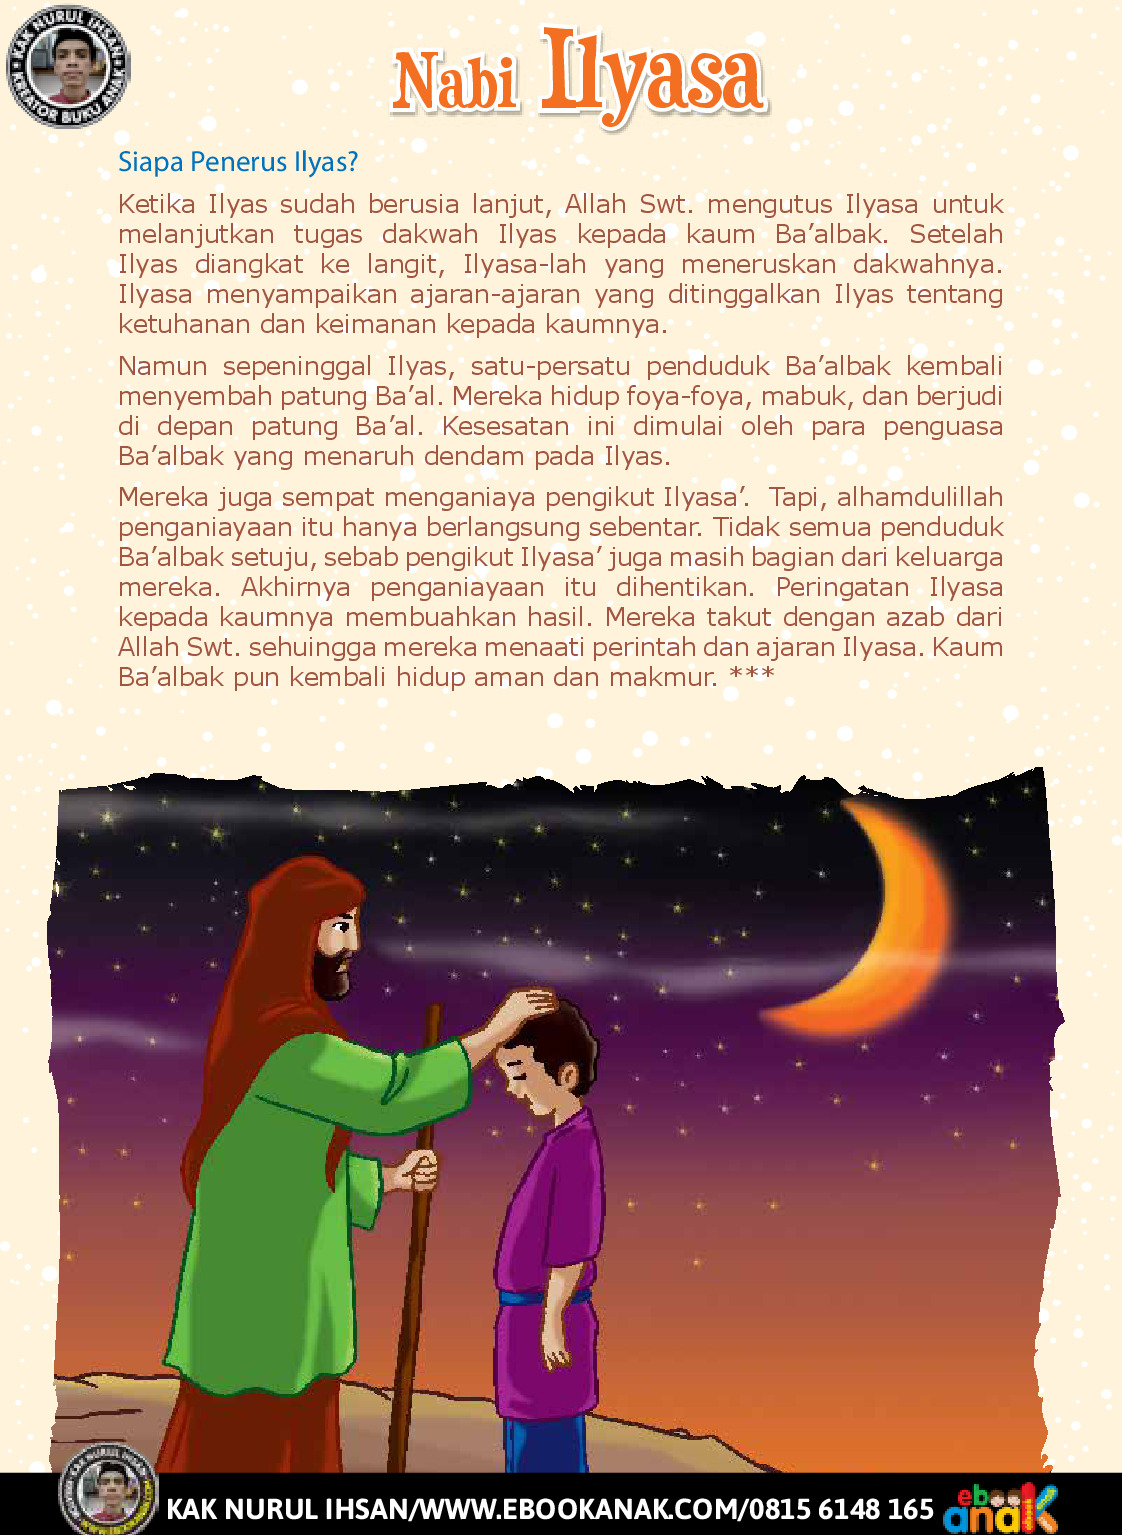 KAK NURUL IHSAN
KREATOR BUKU ANAK
Nabi Ilyasa
Siapa Penerus Ilyas?
Ketika Ilyas sudah berusia lanjut, Allah Swt. mengutus Ilyasa untuk
melanjutkan tugas dakwah Ilyas kepada kaum Ba’albak. Setelah
Ilyas diangkat ke langit, Ilyasa-lah yang meneruskan dakwahnya.
Ilyasa menyampaikan ajaran-ajaran yang ditinggalkan Ilyas tentang
ketuhanan dan keimanan kepada kaumnya.
Namun sepeninggal Ilyas, satu-persatu penduduk Ba’albak kembali
menyembah patung Ba’al. Mereka hidup foya-foya, mabuk, dan berjudi
di depan patung Ba’al. Kesesatan ini dimulai oleh para penguasa
Ba’albak yang menaruh dendam pada Ilyas.
Mereka juga sempat menganiaya pengikut Ilyasa’. Tapi, alhamdulillah
penganiayaan itu hanya berlangsung sebentar. Tidak semua penduduk
Ba’albak setuju, sebab pengikut Ilyasa’ juga masih bagian dari keluarga
mereka. Akhirnya penganiayaan itu dihentikan. Peringatan Ilyasa
kepada kaumnya membuahkan hasil. Mereka takut dengan azab dari
Allah Swt. sehuingga mereka menaati perintah dan ajaran Ilyasa. Kaum
Ba’albak pun kembali hidup aman dan makmur. ***
KAK NURUL IHSAN/WWW.EBOOKANAK.COM/0815 6148 165
ebook
anak